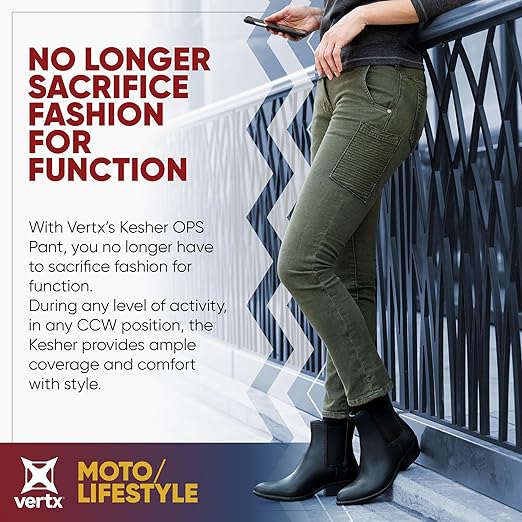 NO LONGER
SACRIFICE
FASHION
FOR
FUNCTION
With Vertx's Kesher OPS
Pant, you no longer have
to sacrifice fashion for
function.
During any level of activity,
in any CCW position, the
Kesher provides ample
coverage and comfort
with style.
vertx
MOTO/
LIFESTYLE